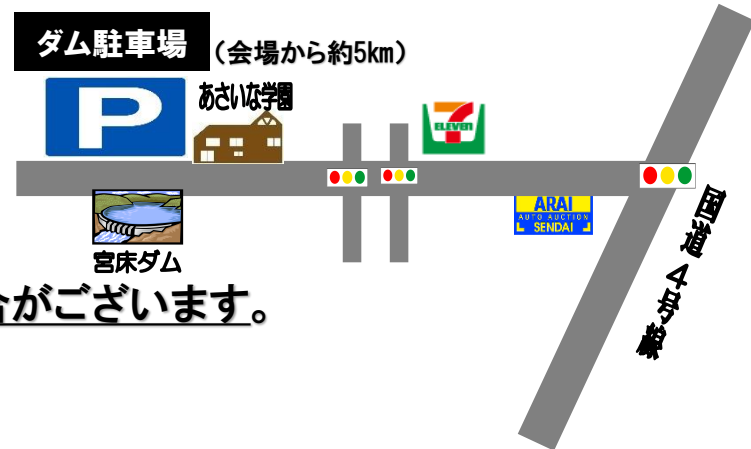 ダム駐車場
（会場から約5km）
P
あさいな学園
7
ELEVEN
ARAI
AUTO AUCTION
SENDAI
国道4号線
宮床ダム
合がございます。